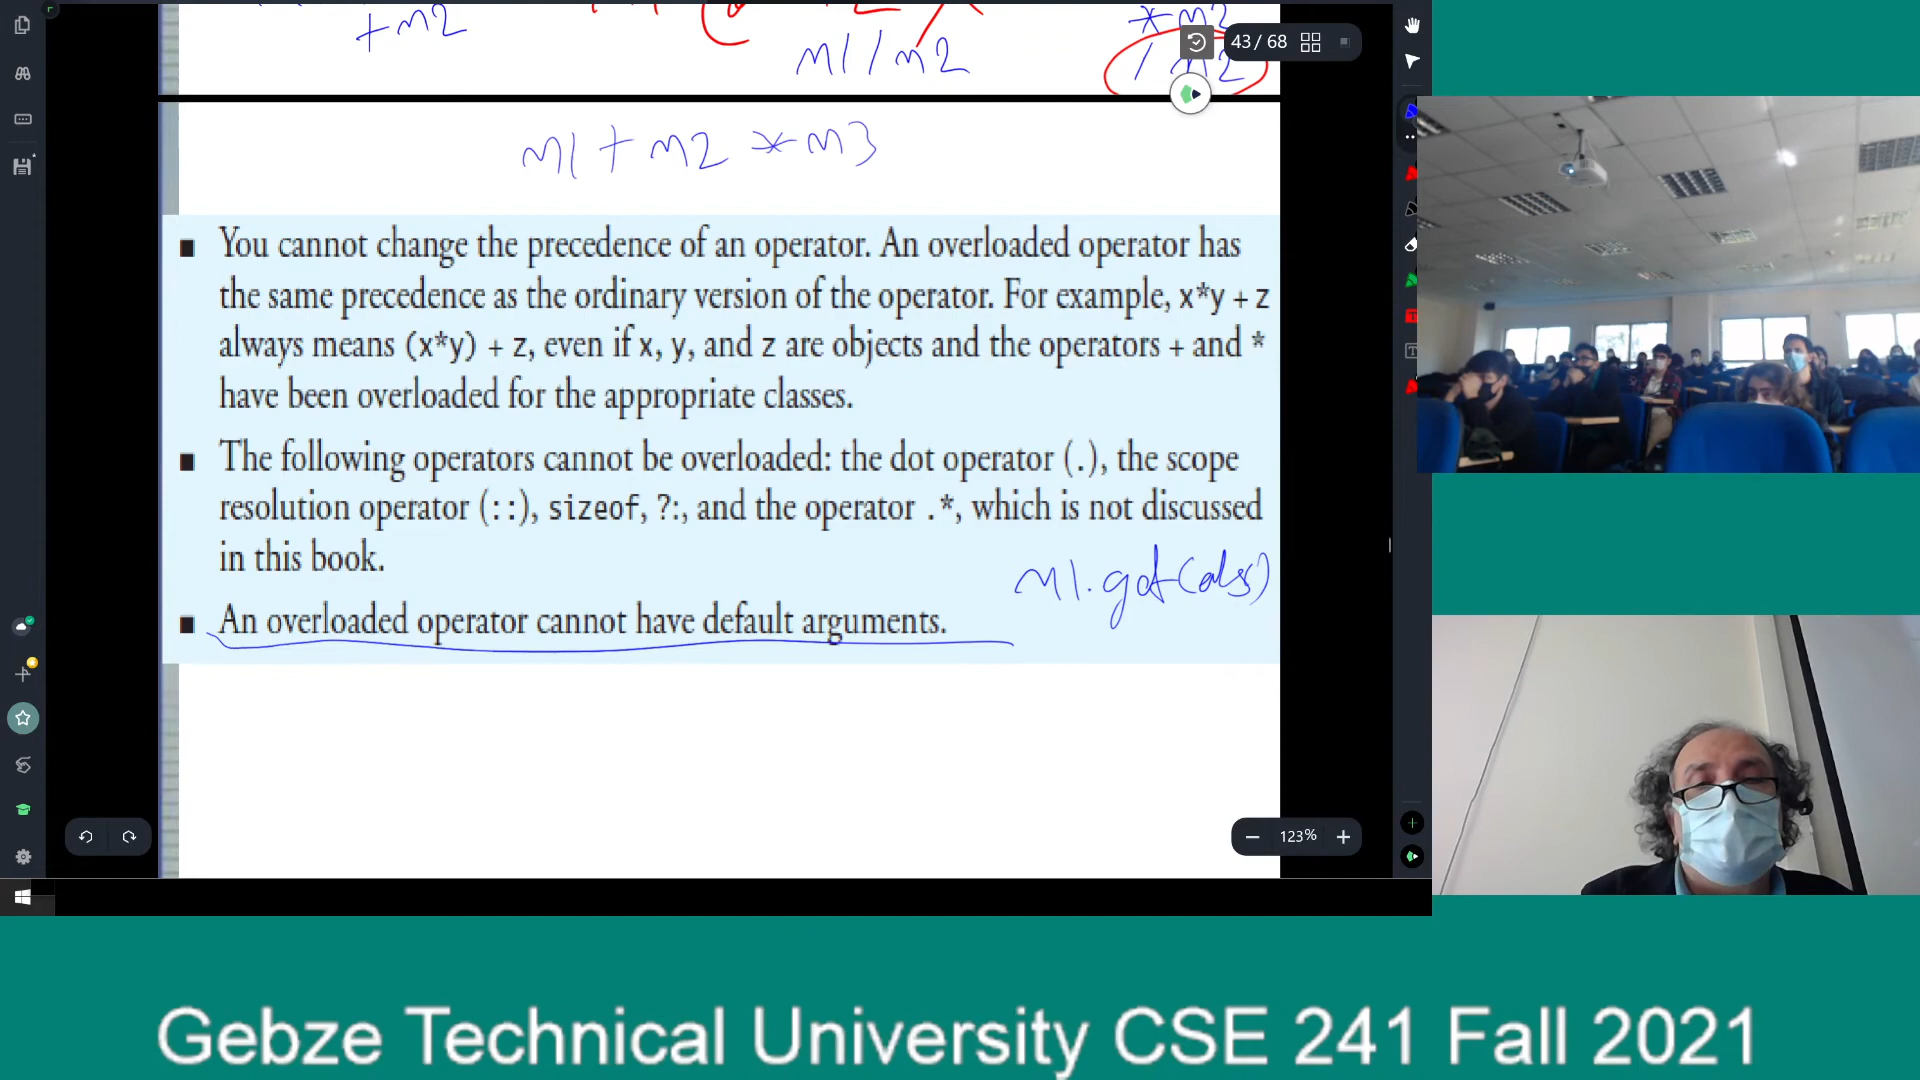 +m2
m1/m2
*m2
/m2
43/ 68
m1 + m2 * m3
■ You cannot change the precedence of an operator. An overloaded operator has
the same precedence as the ordinary version of the operator. For example, x*y + z
always means (x*y) + z, even if x, y, and z are objects and the operators + and *
have been overloaded for the appropriate classes.
■ The following operators cannot be overloaded: the dot operator (.), the scope
resolution operator (::), sizeof, ?:, and the operator .*, which is not discussed
in this book.
m1.get(
■ An overloaded operator cannot have default arguments.
123%
Gebze Technical University CSE 241 Fall 2021